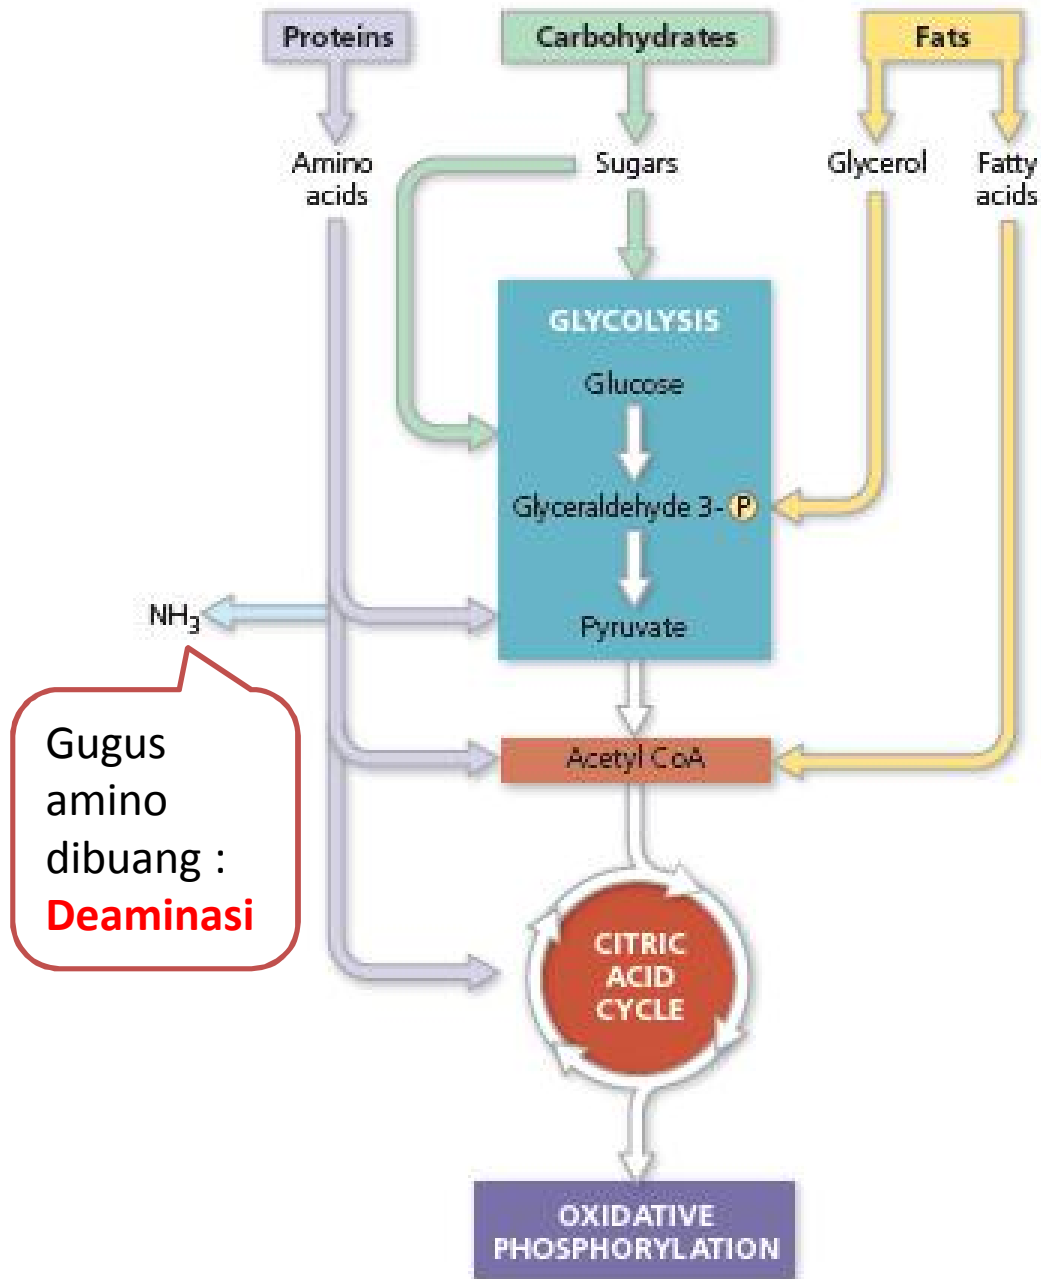 Proteins
Carbohydrates
Fats
Amino
acids
Sugars
Glycerol
Fatty
acids
GLYCOLYSIS
Glucose
Glyceraldehyde 3- P
NH₃
Pyruvate
Gugus
amino
dibuang :
Deaminasi
Acetyl CoA
CITRIC
ACID
CYCLE
OXIDATIVE
PHOSPHORYLATION